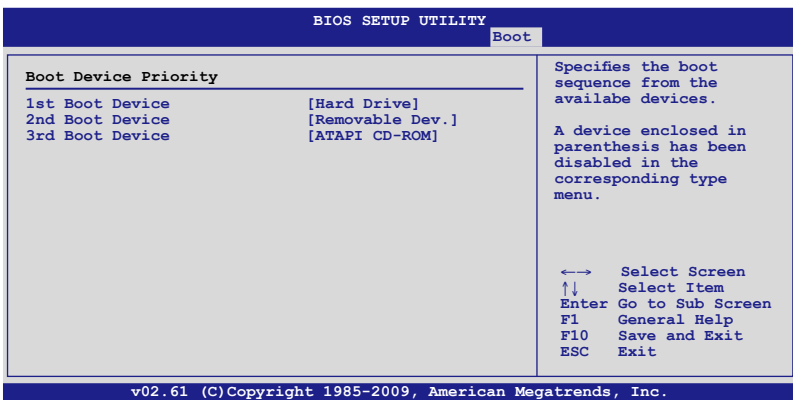 BIOS SETUP UTILITY
Boot
Boot Device Priority
1st Boot Device [Hard Drive]
2nd Boot Device [Removable Dev.]
3rd Boot Device [ATAPI CD-ROM]
Specifies the boot
sequence from the
availabe devices.
A device enclosed in
parenthesis has been
disabled in the
corresponding type
menu.
←→ Select Screen
↑↓ Select Item
Enter Go to Sub Screen
F1 General Help
F10 Save and Exit
ESC Exit
v02.61 (C)Copyright 1985-2009, American Megatrends, Inc.